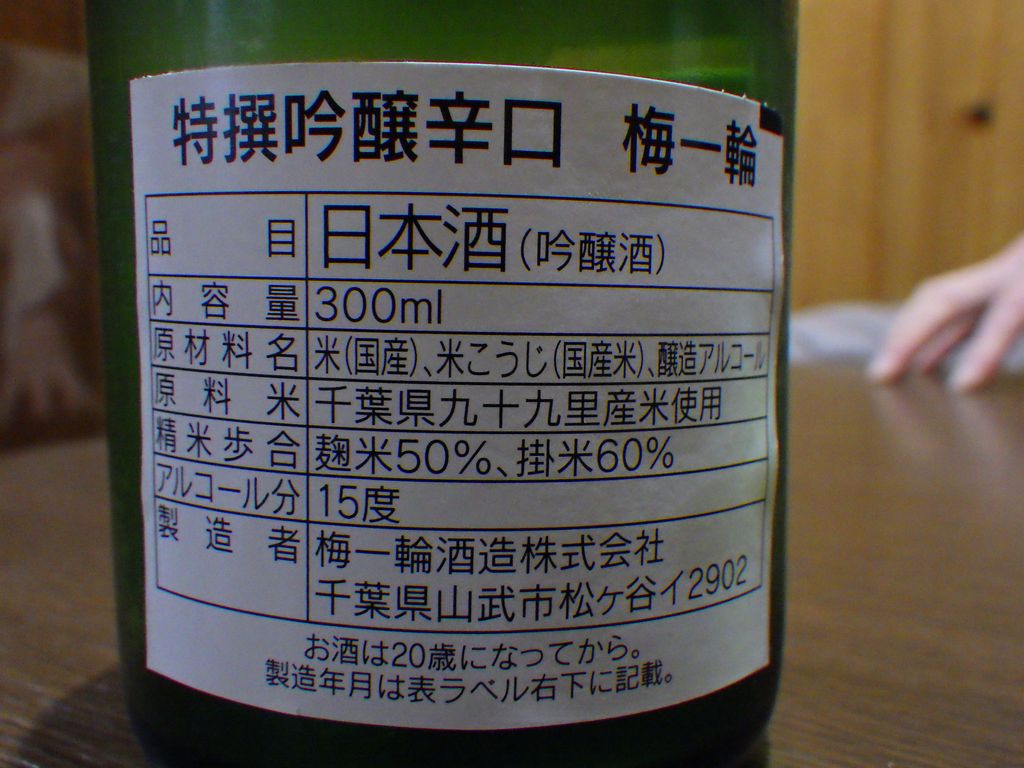 特撰吟醸辛口 梅一輪
品目 日本酒(吟醸酒)
内容量 300ml
原材料名 米(国産)、米こうじ(国産米)、醸造アルコール
原料米 千葉県九十九里産米使用
精米歩合 麹米50%、掛米60%
アルコール分 15度
製造者 梅一輪酒造株式会社
千葉県山武市松ヶ谷イ2902
お酒は20歳になってから。
製造年月は表ラベル右下に記載。